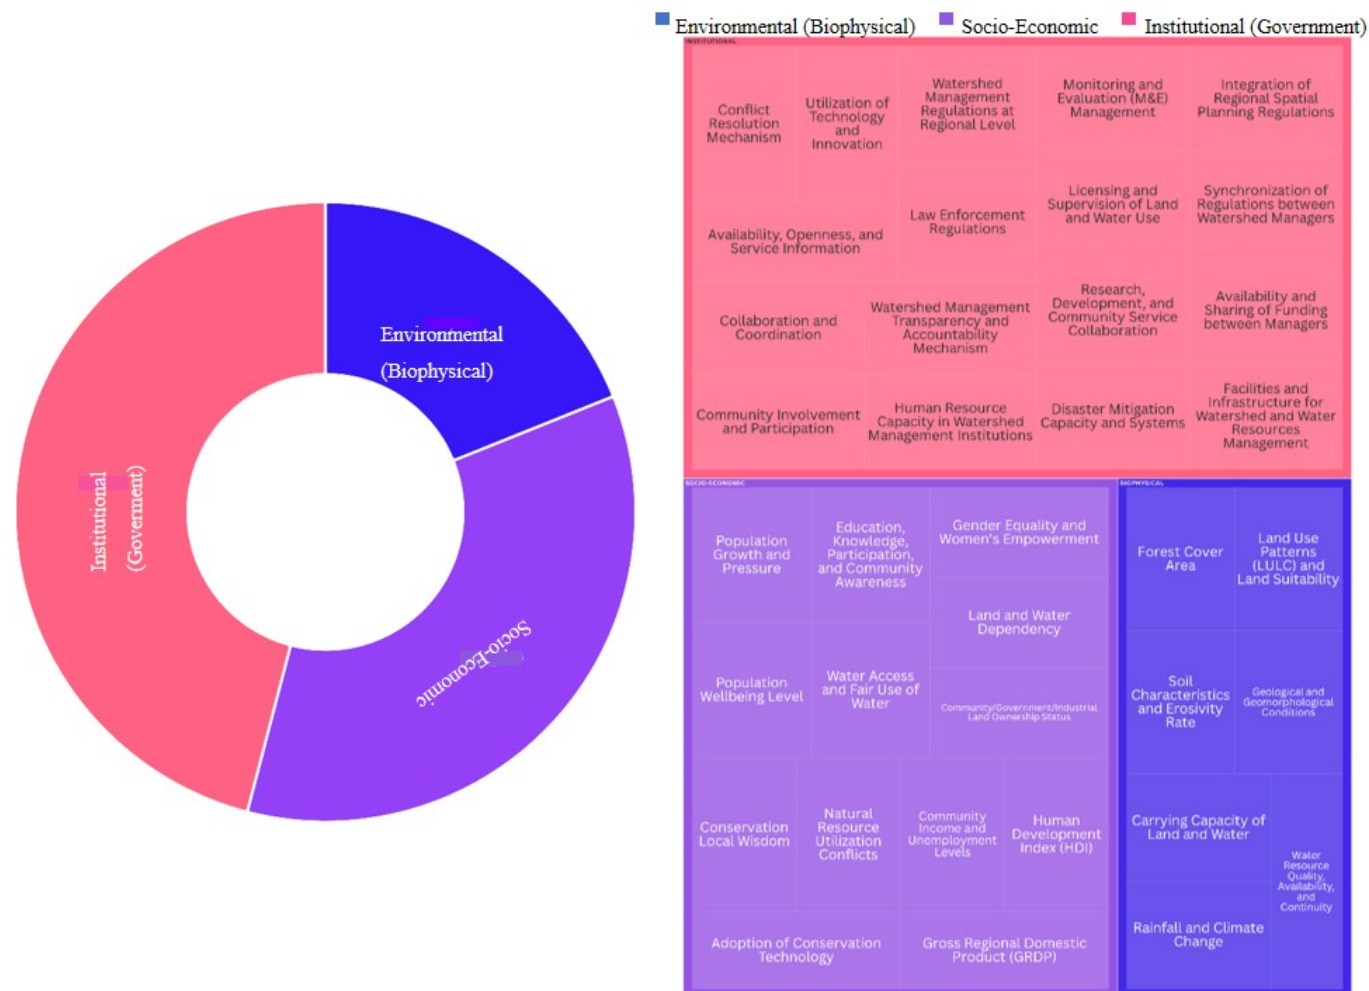 Environmental (Biophysical) Socio-Economic Institutional (Government)
Environmental
(Biophysical)
Socio-Economic
Institutional
(Goverment)
INSTITUTIONAL
Conflict
Resolution
Mechanism
Utilization of
Technology
and
Innovation
Watershed
Management
Regulations at
Regional Level
Monitoring and
Evaluation (M&E)
Management
Integration of
Regional Spatial
Planning Regulations
Availability, Openness, and
Service Information
Law Enforcement
Regulations
Licensing and
Supervision of Land
and Water Use
Synchronization of
Regulations between
Watershed Managers
Collaboration and
Coordination
Watershed Management
Transparency and
Accountability
Mechanism
Research,
Development, and
Community Service
Collaboration
Availability and
Sharing of Funding
between Managers
Community Involvement
and Participation
Human Resource
Capacity in Watershed
Management Institutions
Disaster Mitigation
Capacity and Systems
Facilities and
Infrastructure for
Watershed and Water
Resources
Management
SOCIO-ECONOMIC
Population
Growth and
Pressure
Education,
Knowledge,
Participation,
and Community
Awareness
Gender Equality and
Women's Empowerment
Land and Water
Dependency
Population
Wellbeing Level
Water Access
and Fair Use of
Water
Community/Government/Industrial
Land Ownership Status
Conservation
Local Wisdom
Natural
Resource
Utilization
Conflicts
Community
Income and
Unemployment
Levels
Human
Development
Index (HDI)
Adoption of Conservation
Technology
Gross Regional Domestic
Product (GRDP)
BIOPHYSICAL
Forest Cover
Area
Land Use
Patterns
(LULC) and
Land Suitability
Soil
Characteristics
and Erosivity
Rate
Geological and
Geomorphological
Conditions
Carrying Capacity of
Land and Water
Water
Resource
Quality,
Availability,
and
Continuity
Rainfall and Climate
Change